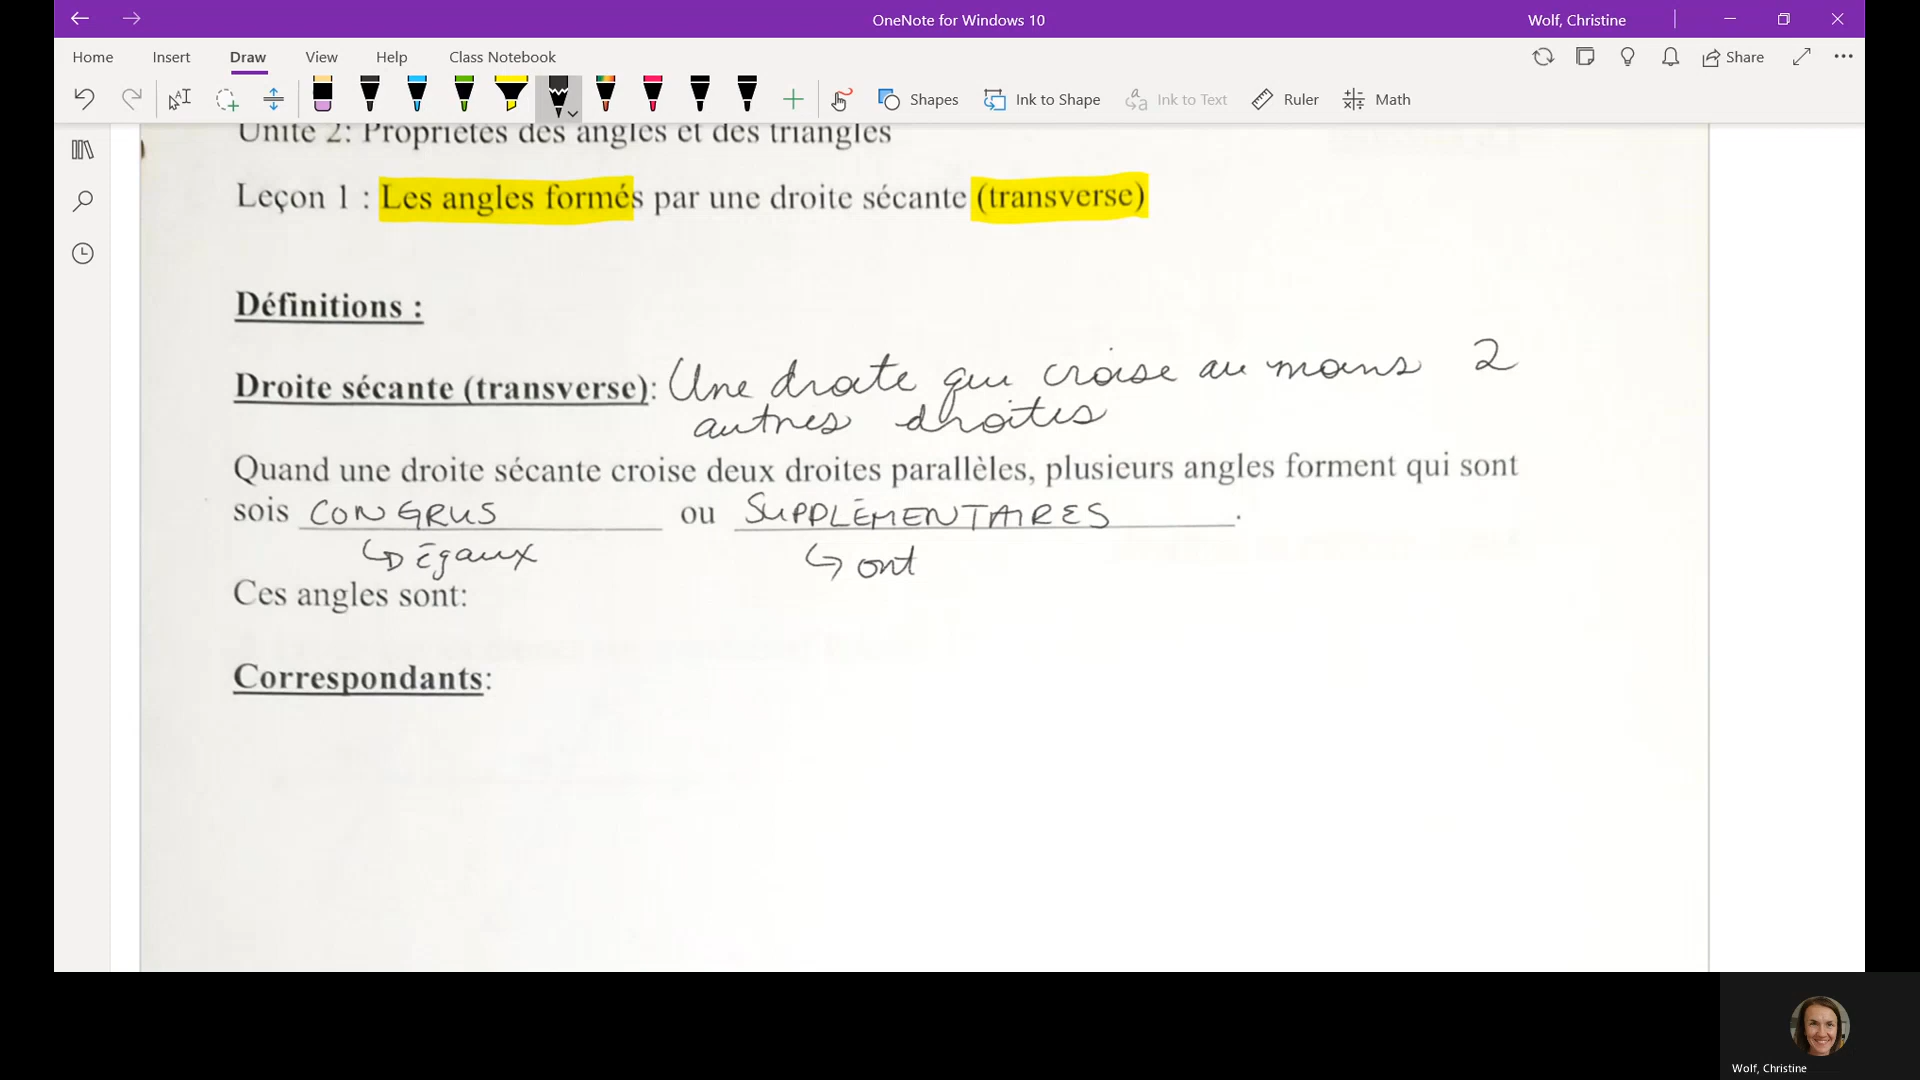 OneNote for Windows 10
Wolf, Christine
Home Insert Draw View Help Class Notebook
Share
Shapes Ink to Shape Ink to Text Ruler Math
Unité 2: Propriétés des angles et des triangles
Leçon 1 : Les angles formés par une droite sécante (transverse)
Définitions :
Droite sécante (transverse): Une droite qui croise au moins 2
autres droites
Quand une droite sécante croise deux droites parallèles, plusieurs angles forment qui sont
sois CONGRUS ou SUPPLÉMENTAIRES.
↳ Égaux ↳ ont
Ces angles sont:
Correspondants:
Wolf, Christine